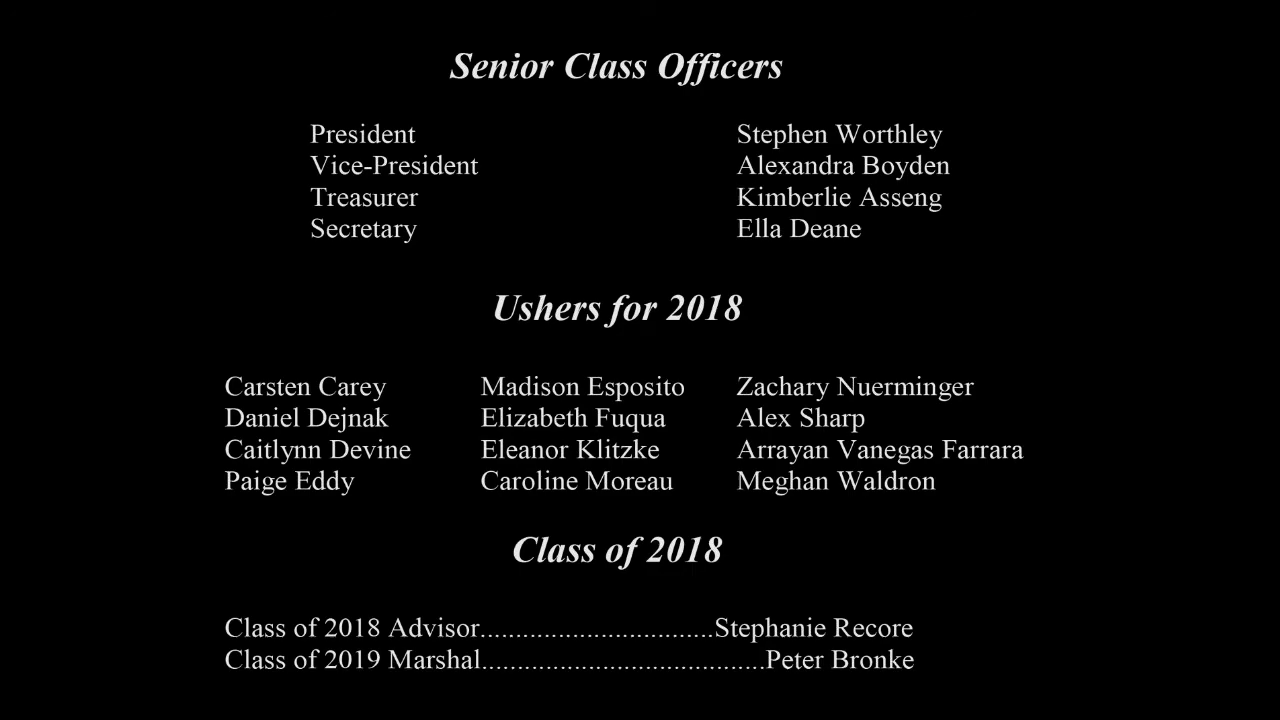 Senior Class Officers
President Stephen Worthley
Vice-President Alexandra Boyden
Treasurer Kimberlie Asseng
Secretary Ella Deane
Ushers for 2018
Carsten Carey Madison Esposito Zachary Nuerminger
Daniel Dejnak Elizabeth Fuqua Alex Sharp
Caitlynn Devine Eleanor Klitzke Arrayan Vanegas Farrara
Paige Eddy Caroline Moreau Meghan Waldron
Class of 2018
Class of 2018 Advisor.................................Stephanie Recore
Class of 2019 Marshal........................................Peter Bronke